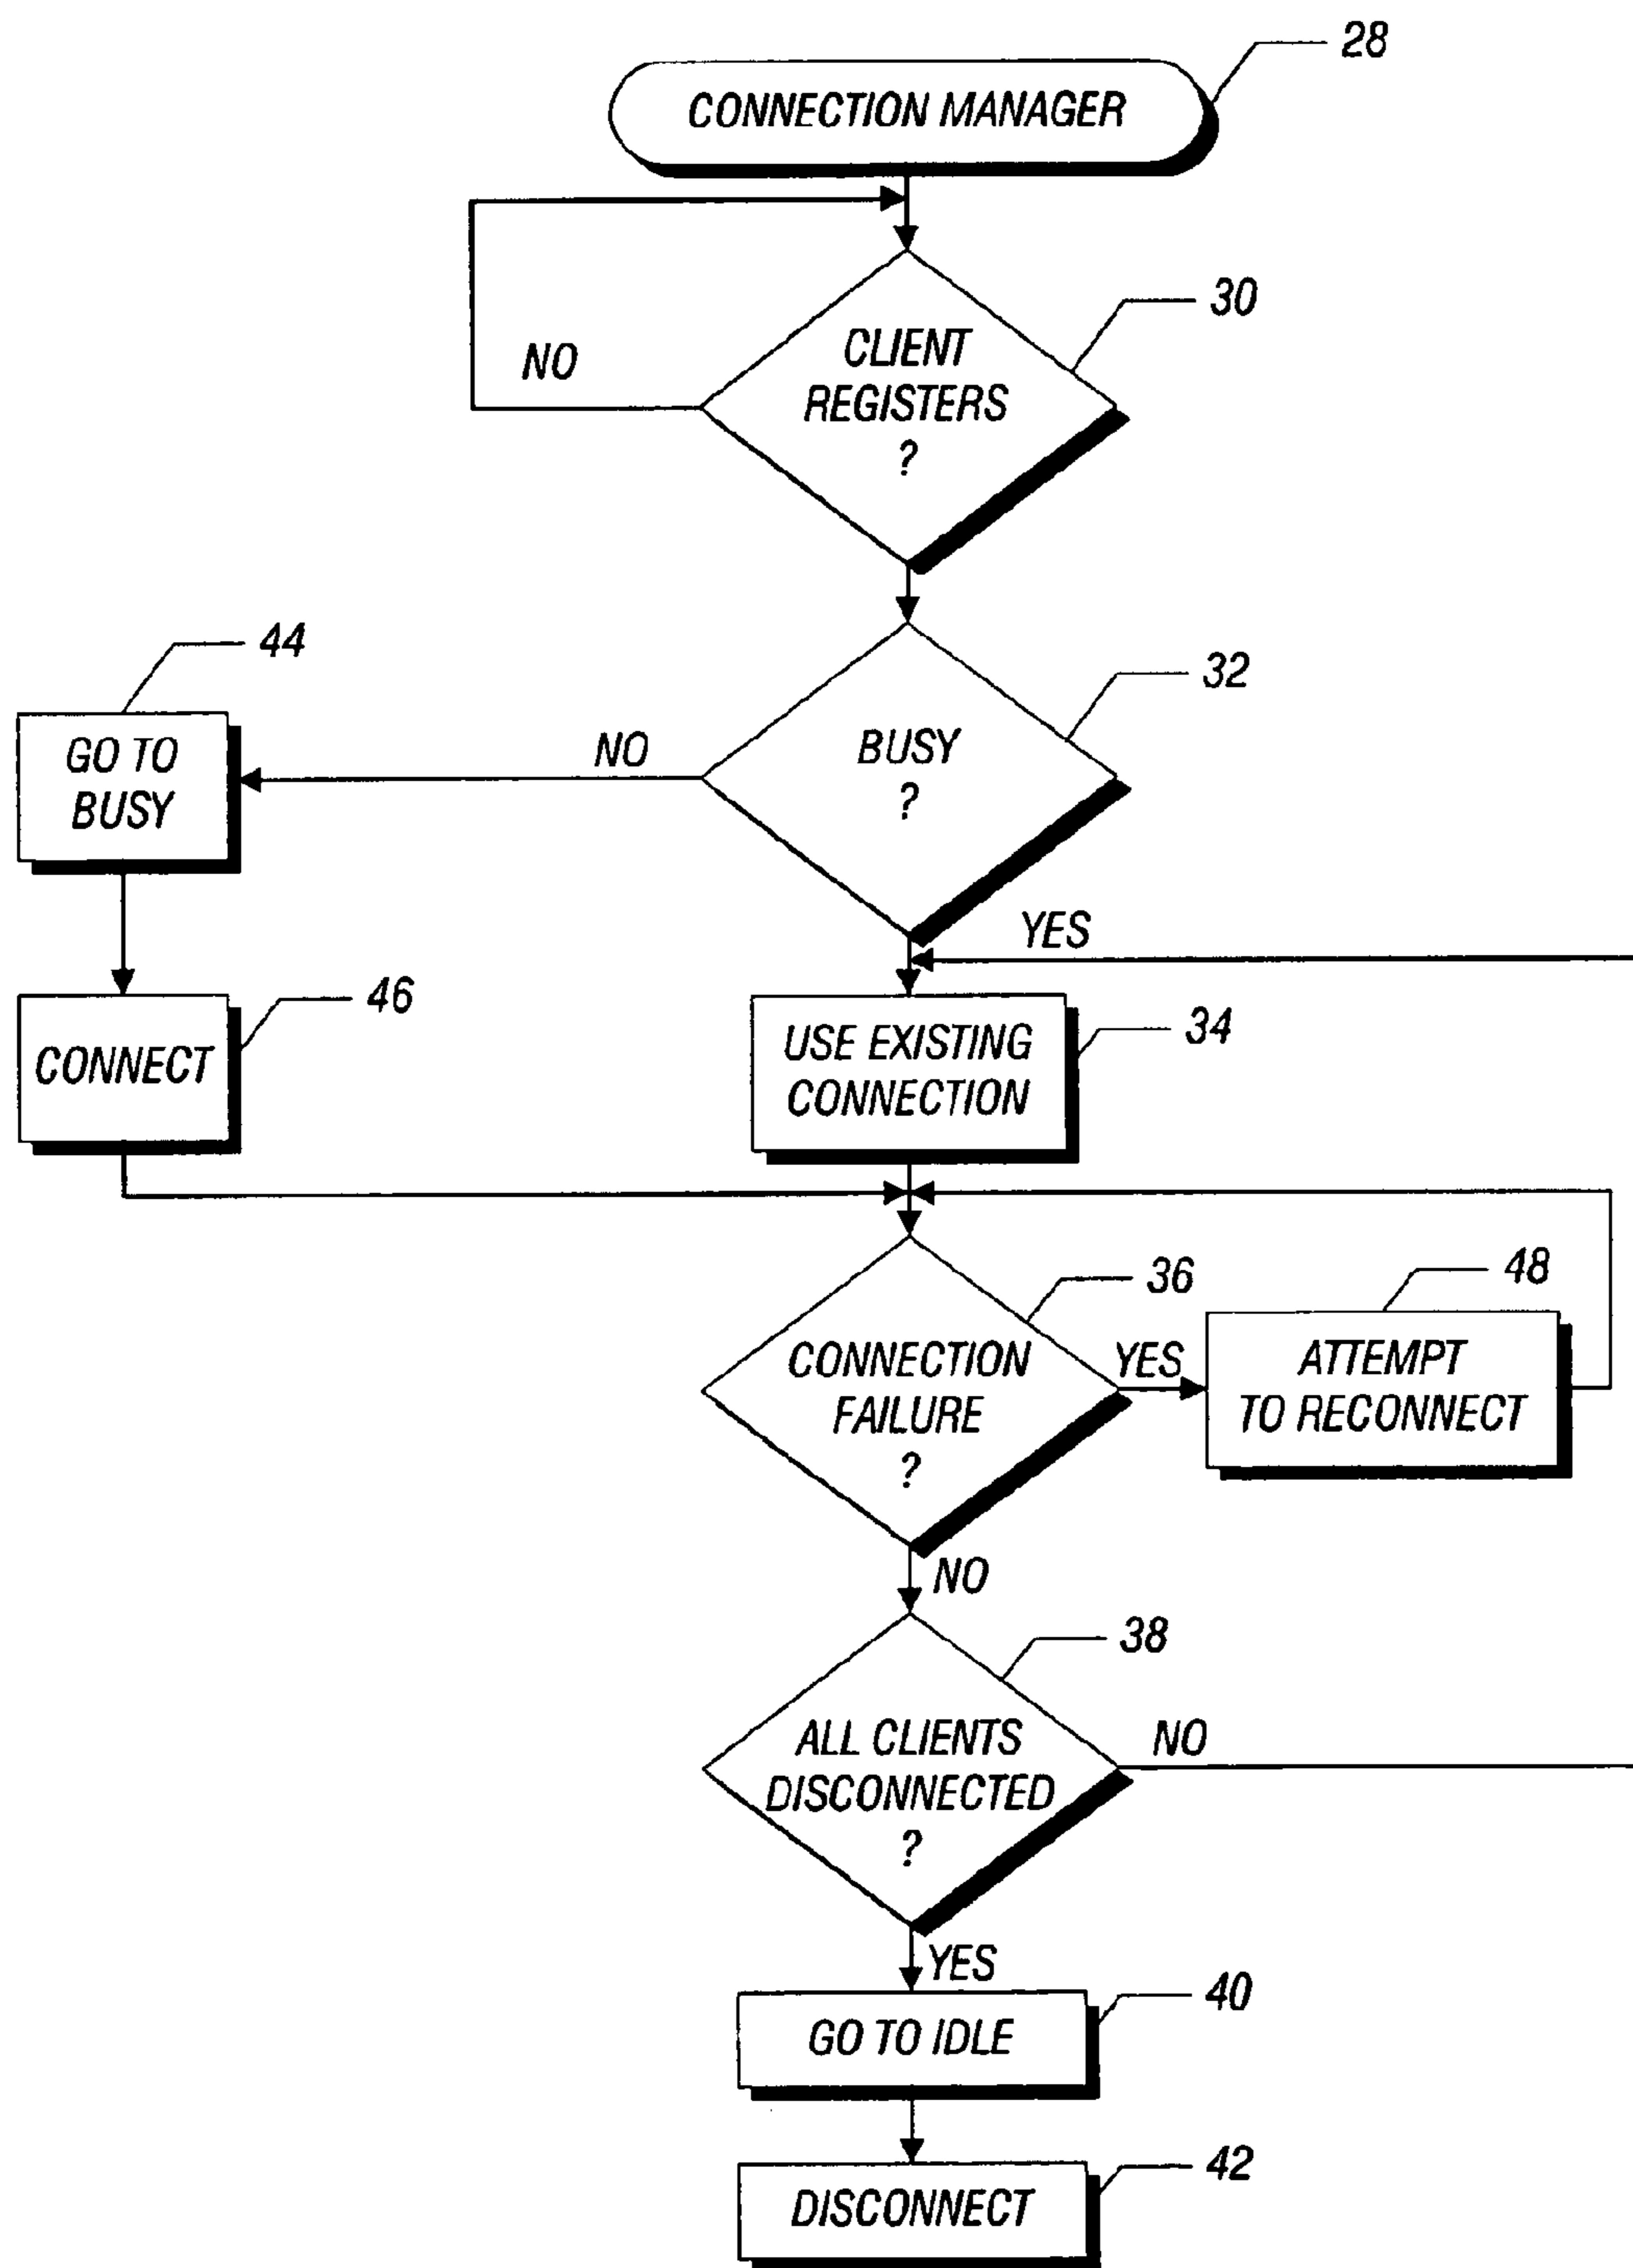 28
CONNECTION MANAGER
30
CLIENT
REGISTERS
?
NO
32
BUSY
?
NO
44
GO TO
BUSY
YES
46
CONNECT
34
USE EXISTING
CONNECTION
36
CONNECTION
FAILURE
?
YES
48
ATTEMPT
TO RECONNECT
NO
38
ALL CLIENTS
DISCONNECTED
?
NO
YES
40
GO TO IDLE
42
DISCONNECT